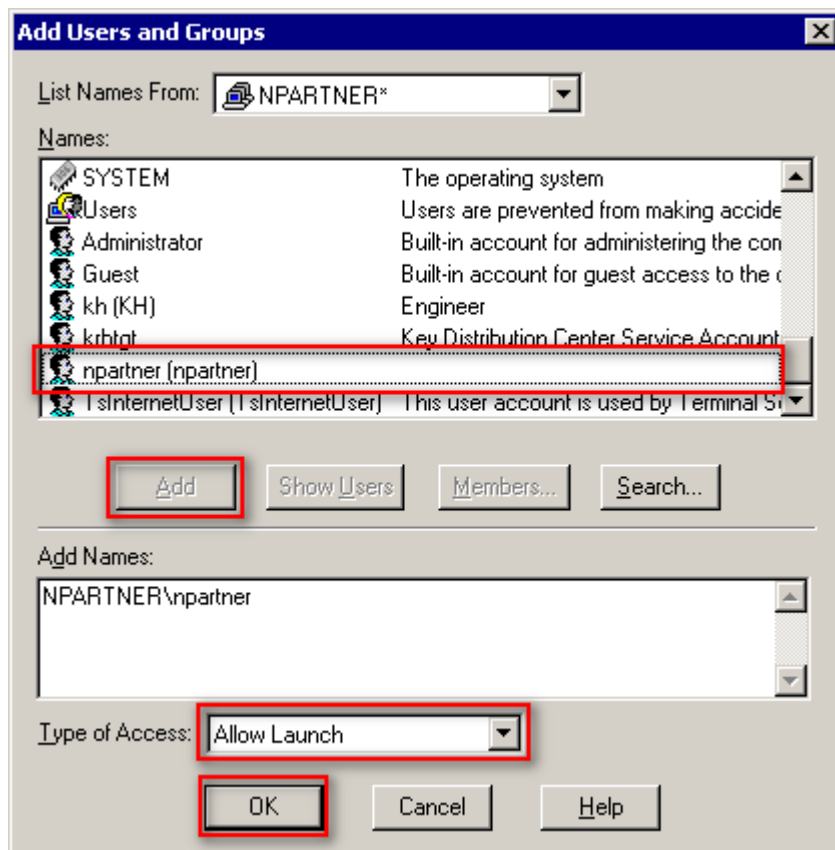 Add Users and Groups
List Names From: NPARTNER*
Names:
SYSTEM The operating system
Users Users are prevented from making accide
Administrator Built-in account for administering the con
Guest Built-in account for guest access to the
kh (KH) Engineer
krbtgt Key Distribution Center Service Account
npartner (npartner)
TsInternetUser (TsInternetUser) This user account is used by Terminal
Add Show Users Members... Search...
Add Names:
NPARTNER\npartner
Type of Access: Allow Launch
OK Cancel Help